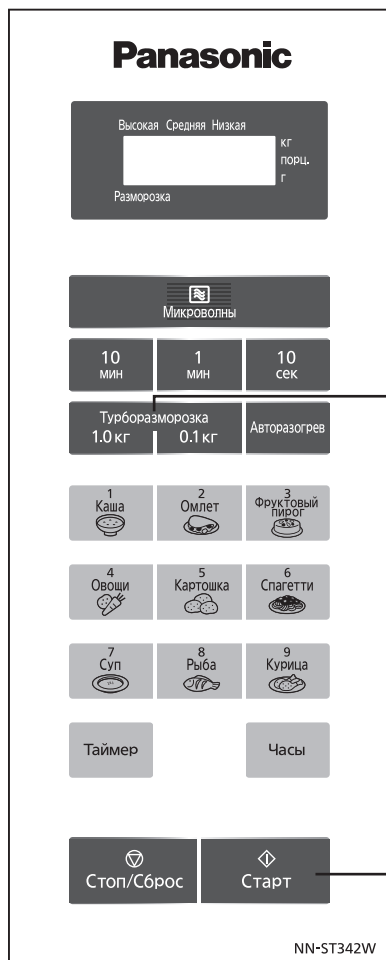 Panasonic
Высокая Средняя Низкая
кг
порц.
г
Разморозка
Микроволны
10 мин
1 мин
10 сек
Турборазморозка
1.0 кг 0.1 кг
Авторазогрев
1 Каша
2 Омлет
3 Фруктовый пирог
4 Овощи
5 Картошка
6 Спагетти
7 Суп
8 Рыба
9 Курица
Таймер
Часы
Стоп/Сброс
Старт
NN-ST342W